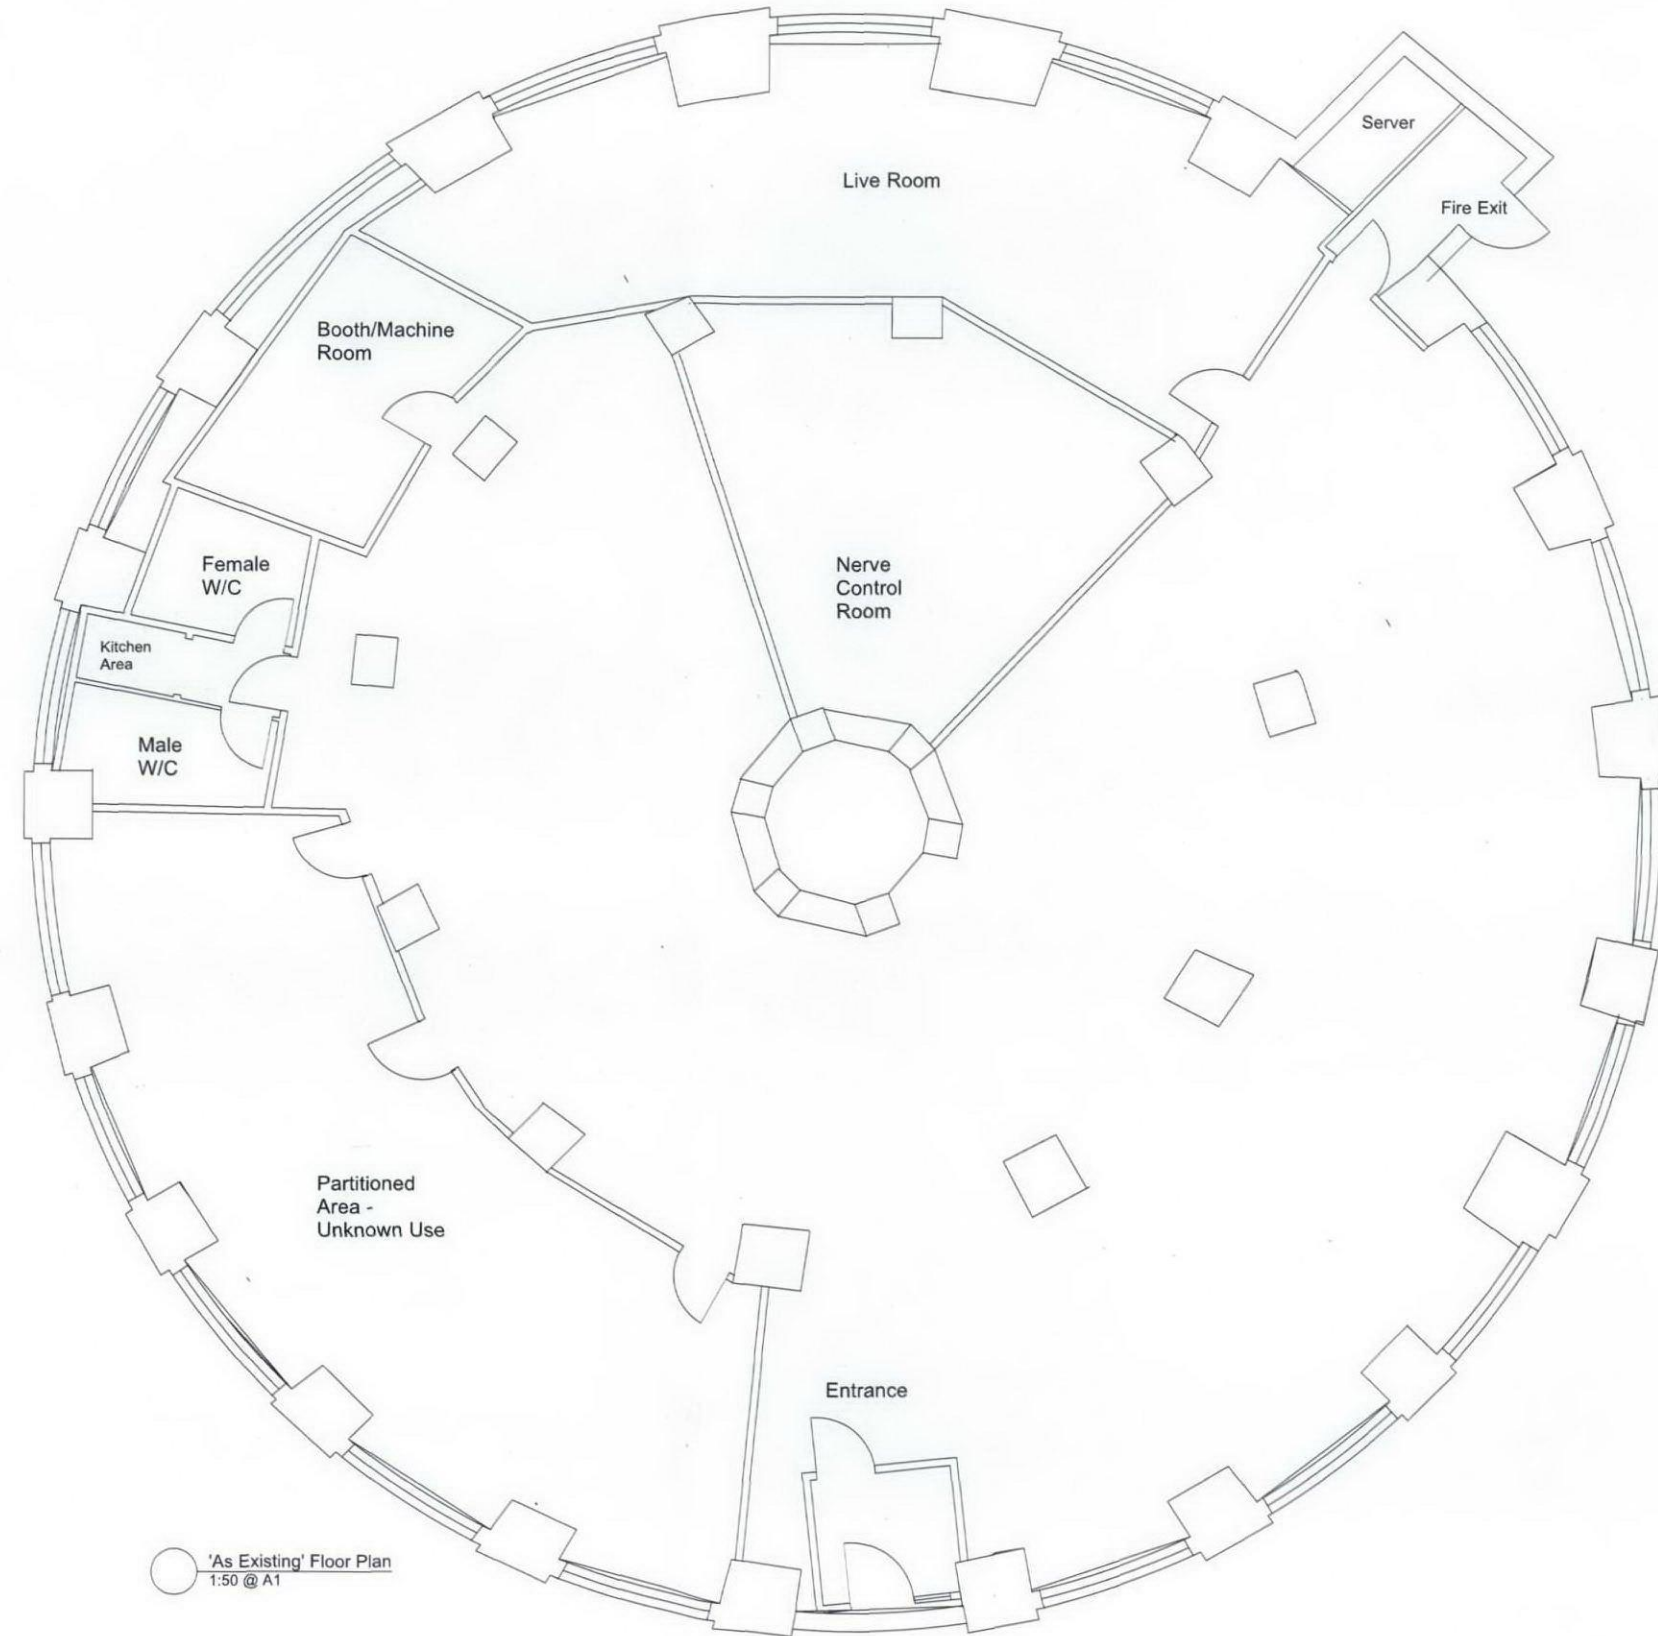 Server
Live Room
Fire Exit
Booth/Machine
Room
Female
W/C
Nerve
Control
Room
Kitchen
Area
Male
W/C
Partitioned
Area -
Unknown Use
Entrance
'As Existing' Floor Plan
1:50 @ A1